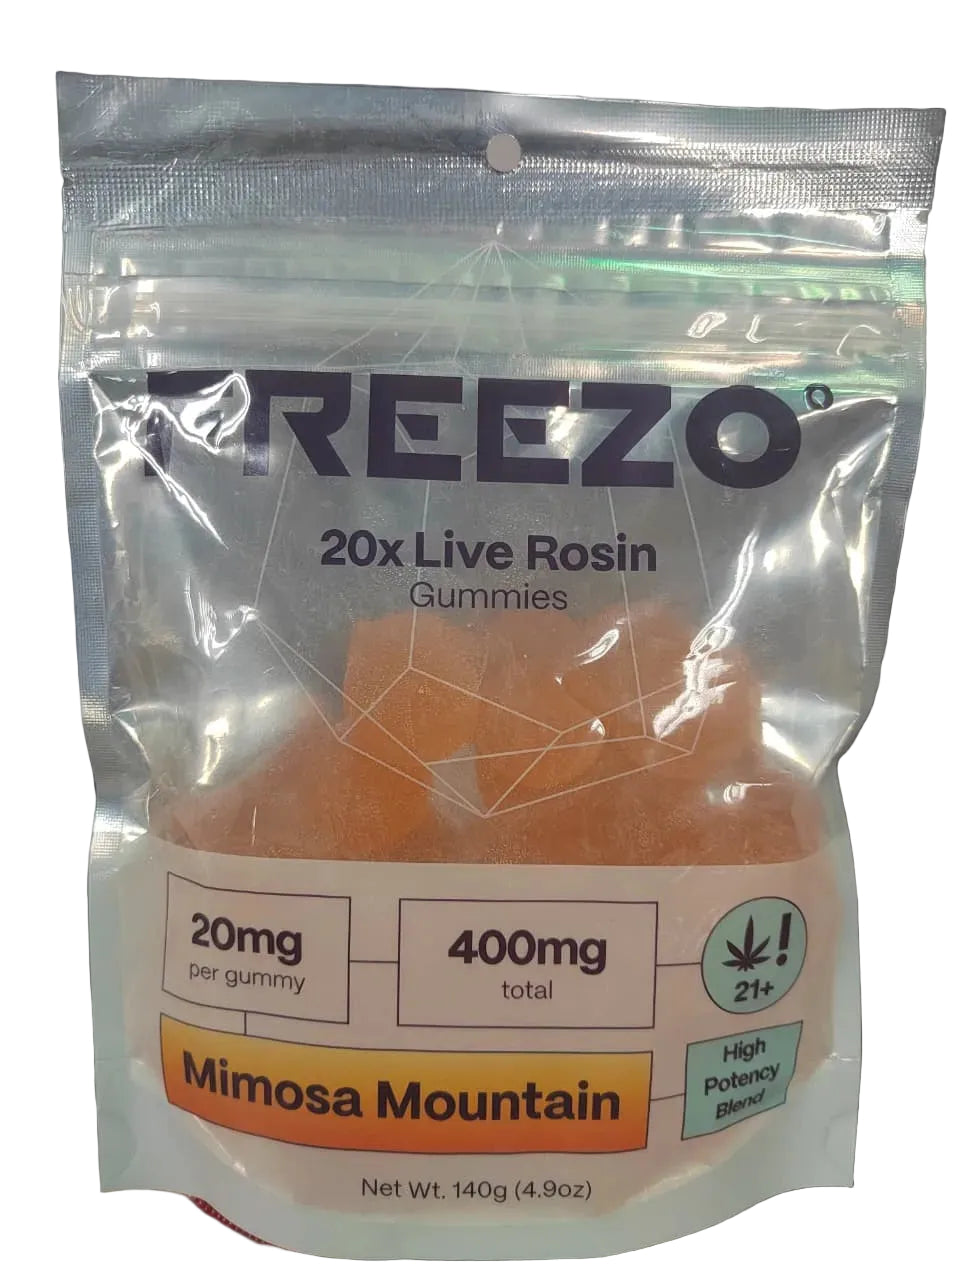 FREEZO°
20x Live Rosin
Gummies
20mg
per gummy
400mg
total
!
21+
Mimosa Mountain
High
Potency
Blend
Net Wt. 140g (4.9oz)